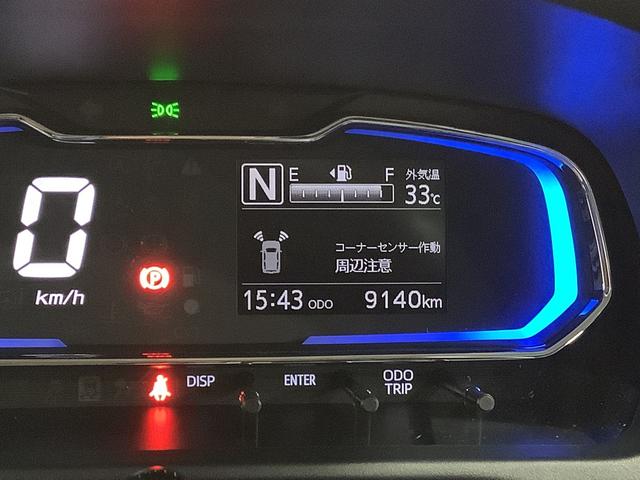 0
km/h
N
E F
外気温
33℃
コーナーセンサー作動
周辺注意
15:43 ODO 9140km
P
DISP ENTER ODO
TRIP